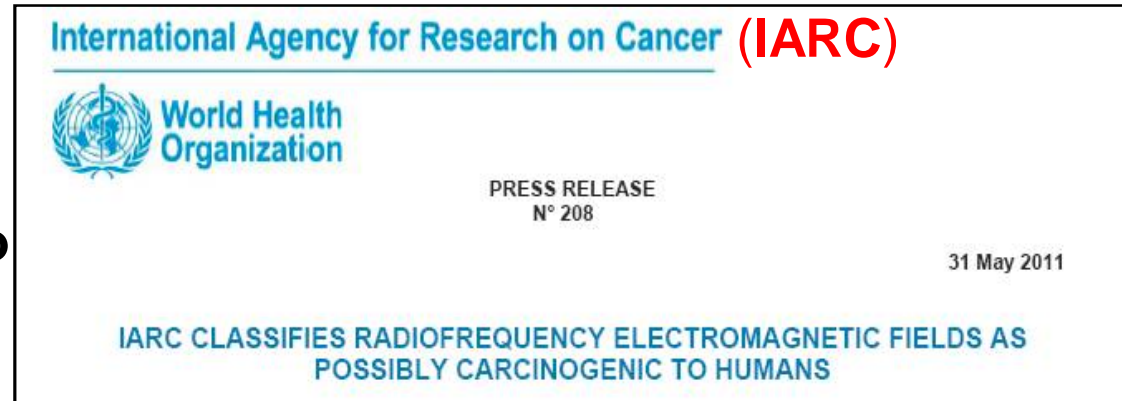 International Agency for Research on Cancer (IARC)
World Health
Organization
PRESS RELEASE
N° 208
31 May 2011
IARC CLASSIFIES RADIOFREQUENCY ELECTROMAGNETIC FIELDS AS
POSSIBLY CARCINOGENIC TO HUMANS